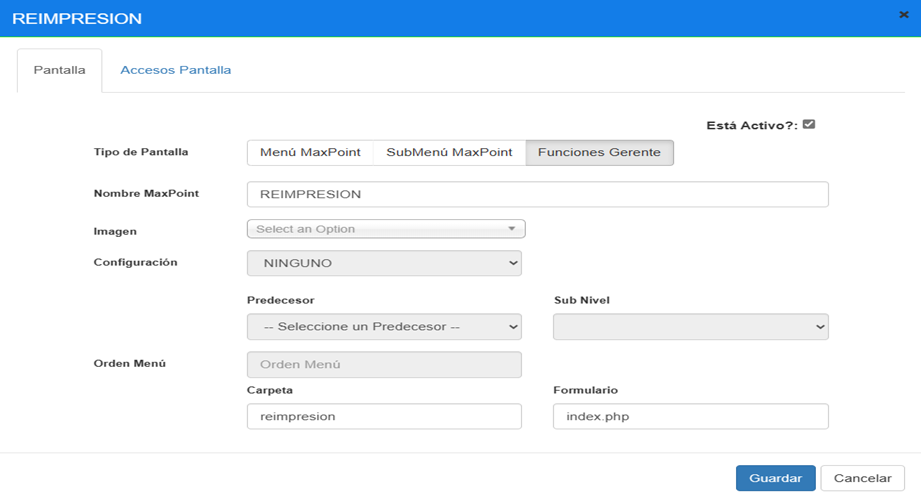 REIMPRESION
Pantalla Accesos Pantalla
Está Activo?:
Tipo de Pantalla Menú MaxPoint SubMenú MaxPoint Funciones Gerente
Nombre MaxPoint REIMPRESION
Imagen Select an Option
Configuración NINGUNO
Predecesor Sub Nivel
-- Seleccione un Predecesor --
Orden Menú Orden Menú
Carpeta Formulario
reimpresion index.php
Guardar Cancelar